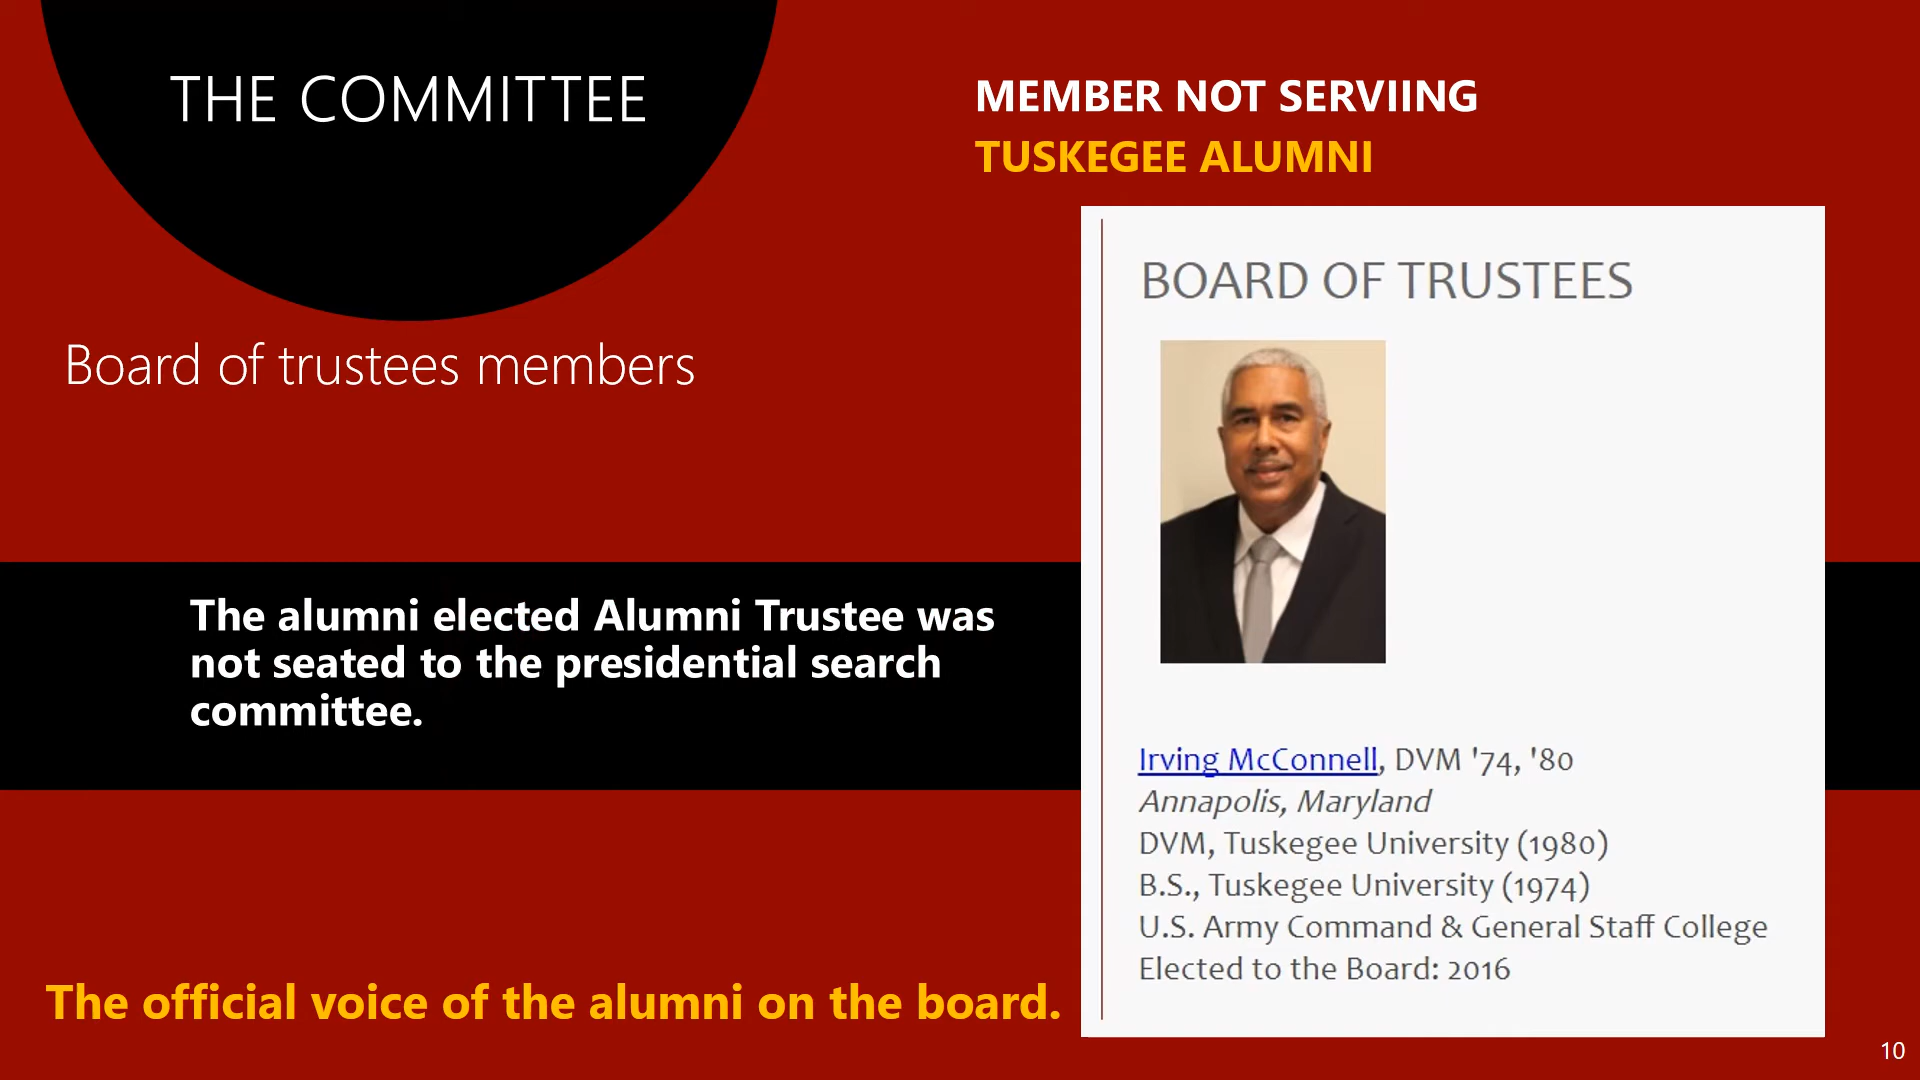 THE COMMITTEE
MEMBER NOT SERVIING
TUSKEGEE ALUMNI
Board of trustees members
The alumni elected Alumni Trustee was
not seated to the presidential search
committee.
The official voice of the alumni on the board.
BOARD OF TRUSTEES
Irving McConnell, DVM '74, '80
Annapolis, Maryland
DVM, Tuskegee University (1980)
B.S., Tuskegee University (1974)
U.S. Army Command & General Staff College
Elected to the Board: 2016
10